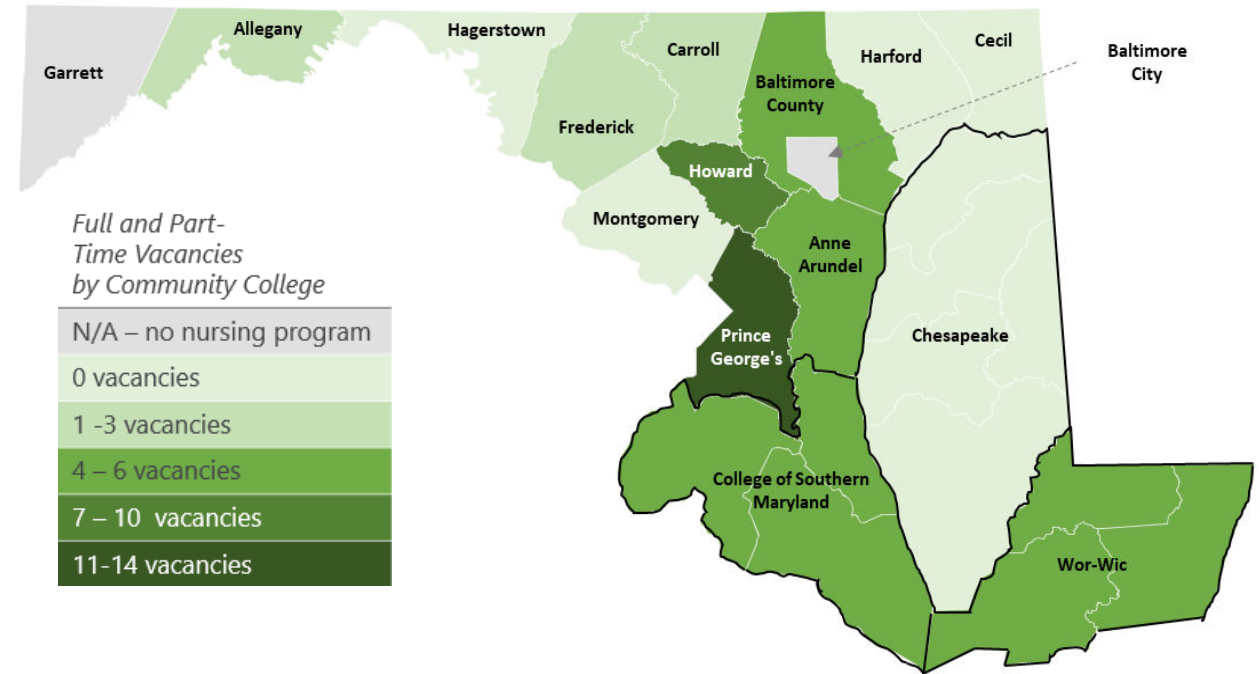 Garrett
Allegany
Hagerstown
Frederick
Carroll
Baltimore
County
Harford
Cecil
Baltimore
City
Howard
Montgomery
Anne
Arundel
Prince
George's
Chesapeake
College of Southern
Maryland
Wor-Wic
Full and Part-
Time Vacancies
by Community College
N/A – no nursing program
0 vacancies
1 -3 vacancies
4 – 6 vacancies
7 – 10  vacancies
11-14 vacancies